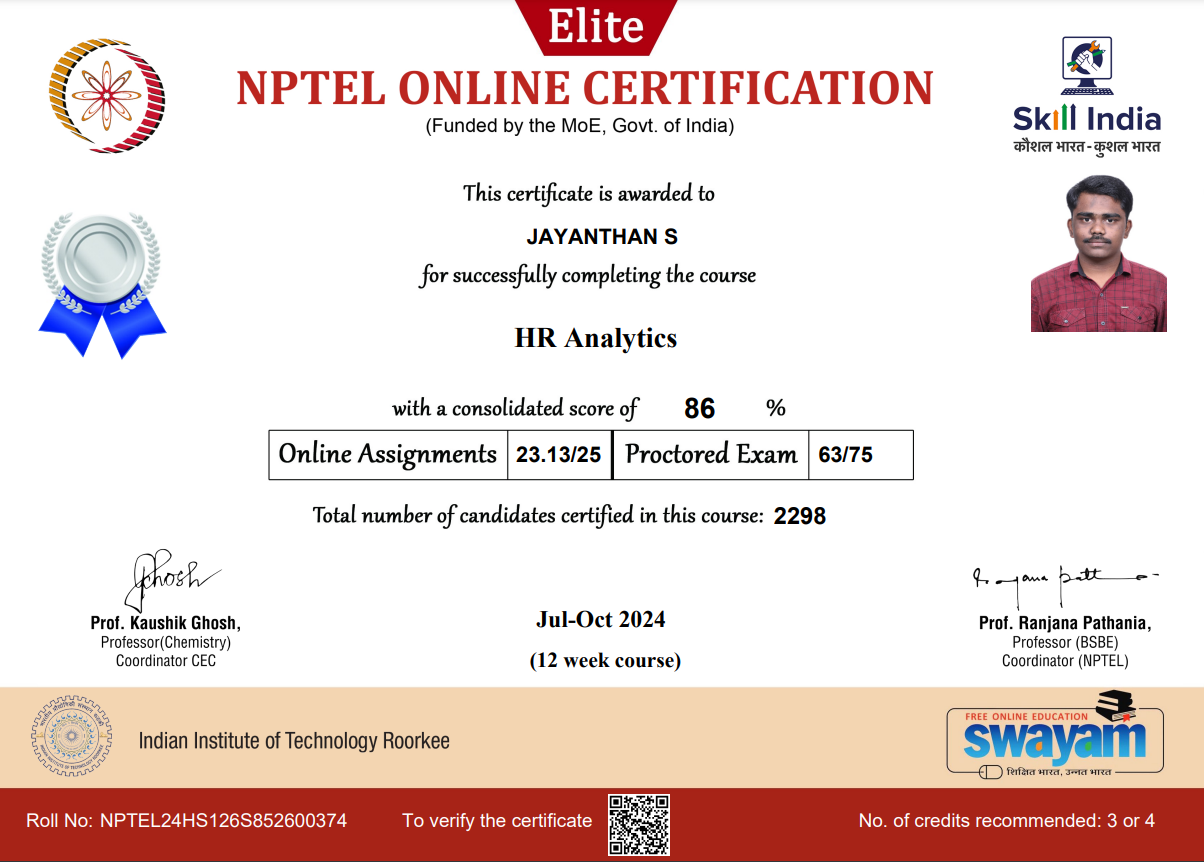 Elite
NPTEL ONLINE CERTIFICATION
(Funded by the MoE, Govt. of India)
Skill India
कौशल भारत-कुशल भारत
This certificate is awarded to
JAYANTHAN S
for successfully completing the course
HR Analytics
with a consolidated score of 86 %
Online Assignments 23.13/25 Proctored Exam 63/75
Total number of candidates certified in this course: 2298
Prof. Kaushik Ghosh,
Professor(Chemistry)
Coordinator CEC
Jul-Oct 2024
(12 week course)
Prof. Ranjana Pathania,
Professor (BSBE)
Coordinator (NPTEL)
Indian Institute of Technology Roorkee
FREE ONLINE EDUCATION
swayam
शिक्षित भारत, उन्नत भारत
Roll No: NPTEL24HS126S852600374
To verify the certificate
No. of credits recommended: 3 or 4